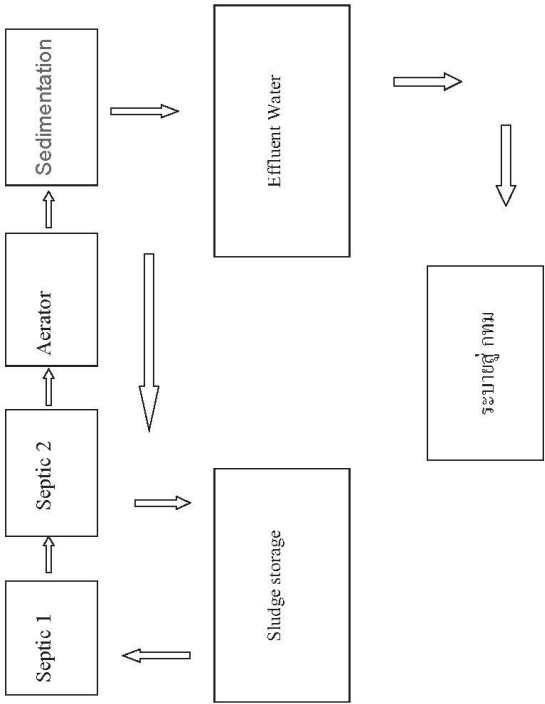 Septic 1
Septic 2
Aerator
Sedimentation
Sludge storage
Effluent Water
ระบายสู่ กทม